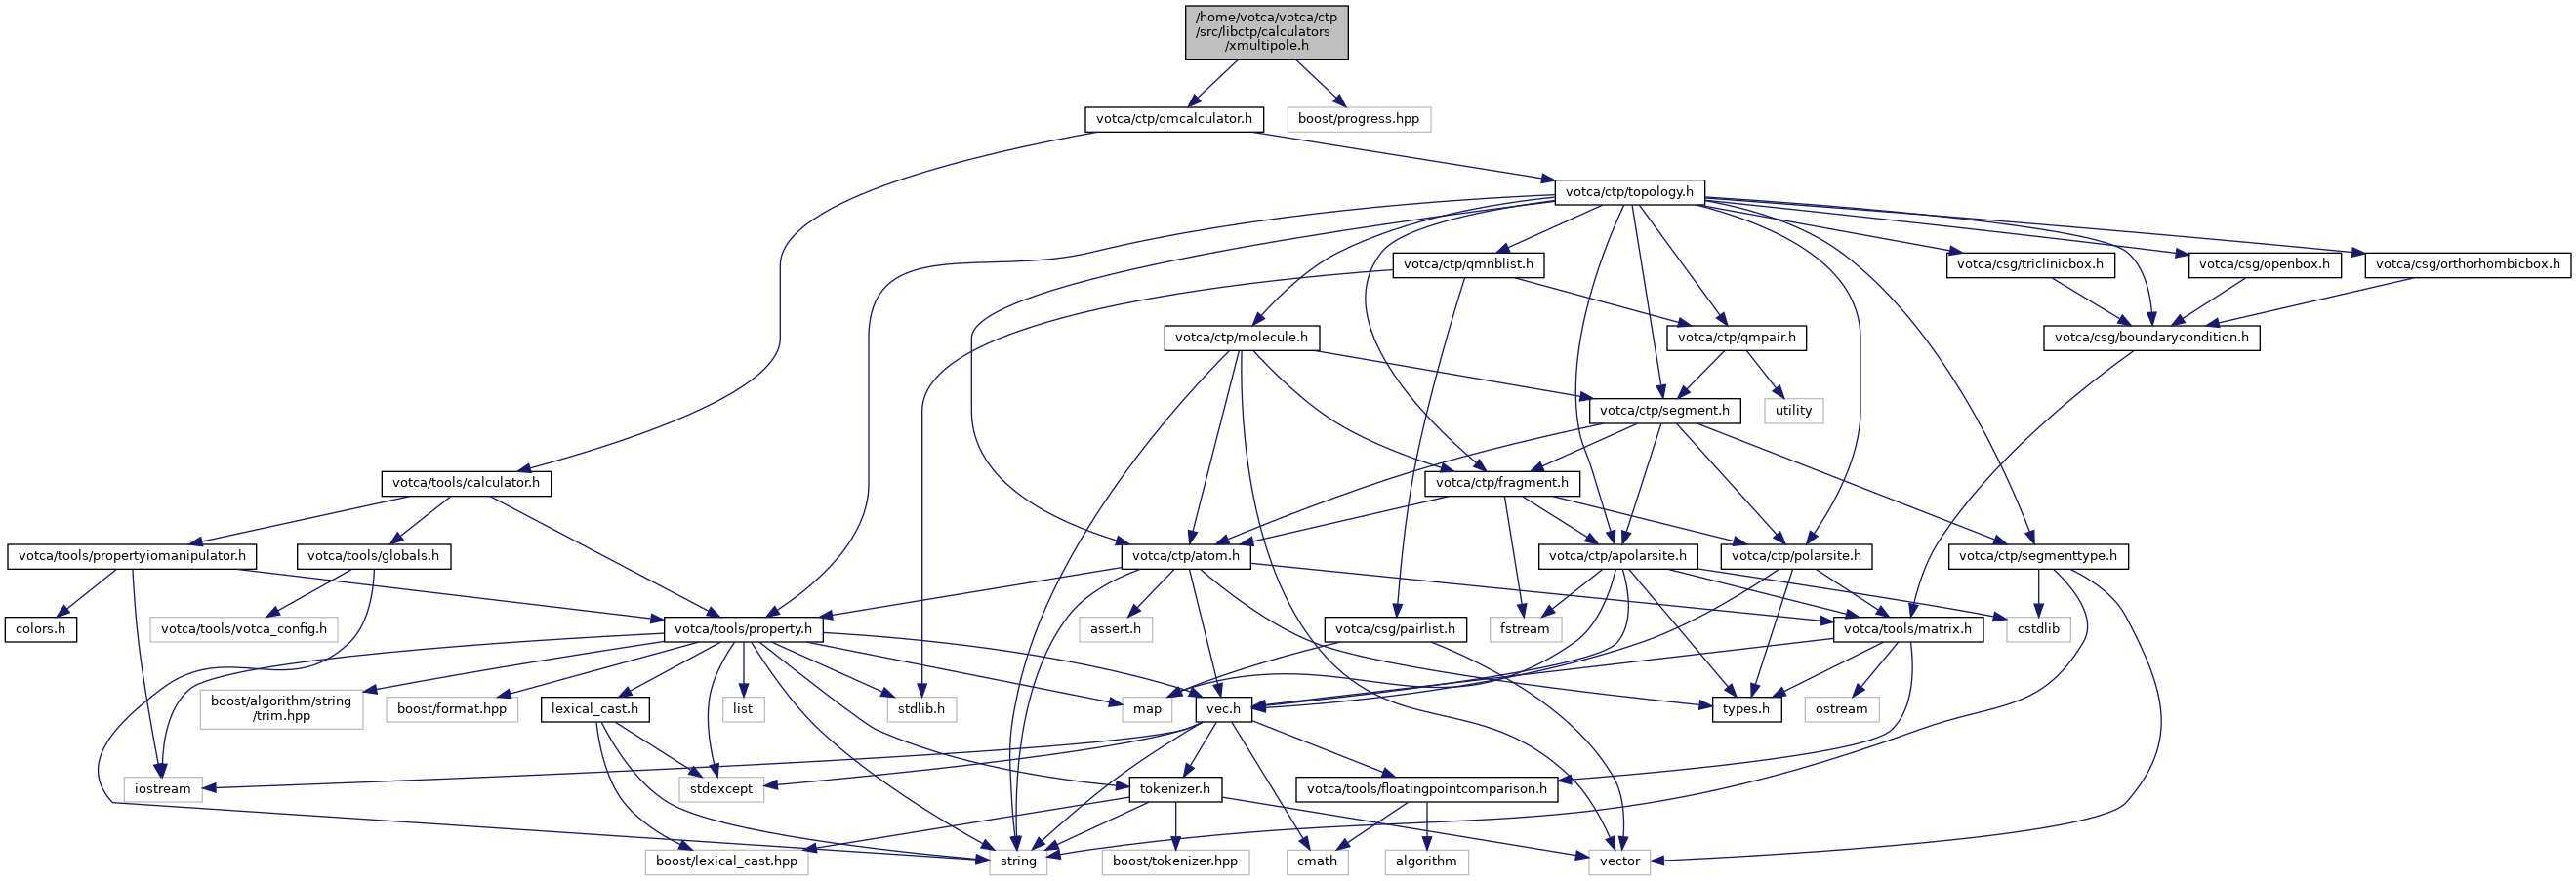 /home/votca/votca/ctp
/src/libctp/calculators
/xmultipole.h
votca/ctp/qmcalculator.h
boost/progress.hpp
votca/ctp/topology.h
votca/ctp/qmnblist.h
votca/csg/triclinicbox.h
votca/csg/openbox.h
votca/csg/orthorhombicbox.h
votca/ctp/molecule.h
votca/ctp/qmpair.h
votca/csg/boundarycondition.h
votca/ctp/segment.h
utility
votca/tools/calculator.h
votca/ctp/fragment.h
votca/tools/propertyiomanipulator.h
votca/tools/globals.h
votca/ctp/atom.h
votca/ctp/apolarsite.h
votca/ctp/polarsite.h
votca/ctp/segmenttype.h
colors.h
votca/tools/votca_config.h
votca/tools/property.h
assert.h
votca/csg/pairlist.h
fstream
votca/tools/matrix.h
cstdlib
boost/algorithm/string
/trim.hpp
boost/format.hpp
lexical_cast.h
list
stdlib.h
map
vec.h
types.h
ostream
iostream
stdexcept
tokenizer.h
votca/tools/floatingpointcomparison.h
boost/lexical_cast.hpp
string
boost/tokenizer.hpp
cmath
algorithm
vector